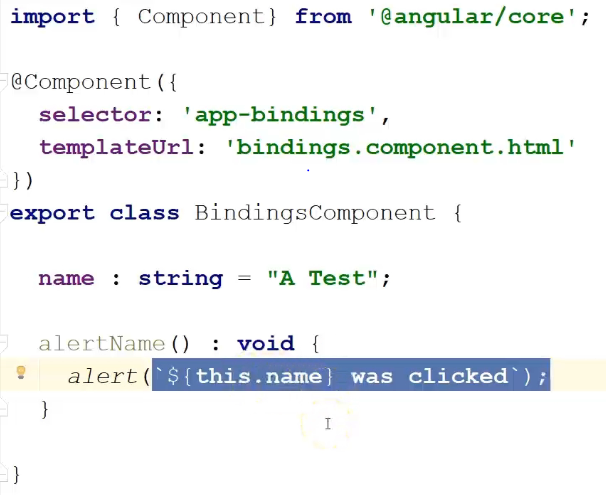 import { Component} from '@angular/core';
@Component({
selector: 'app-bindings',
templateUrl: 'bindings.component.html'
})
export class BindingsComponent {
name : string = "A Test";
alertName() : void {
alert(`${this.name} was clicked`);
}
}